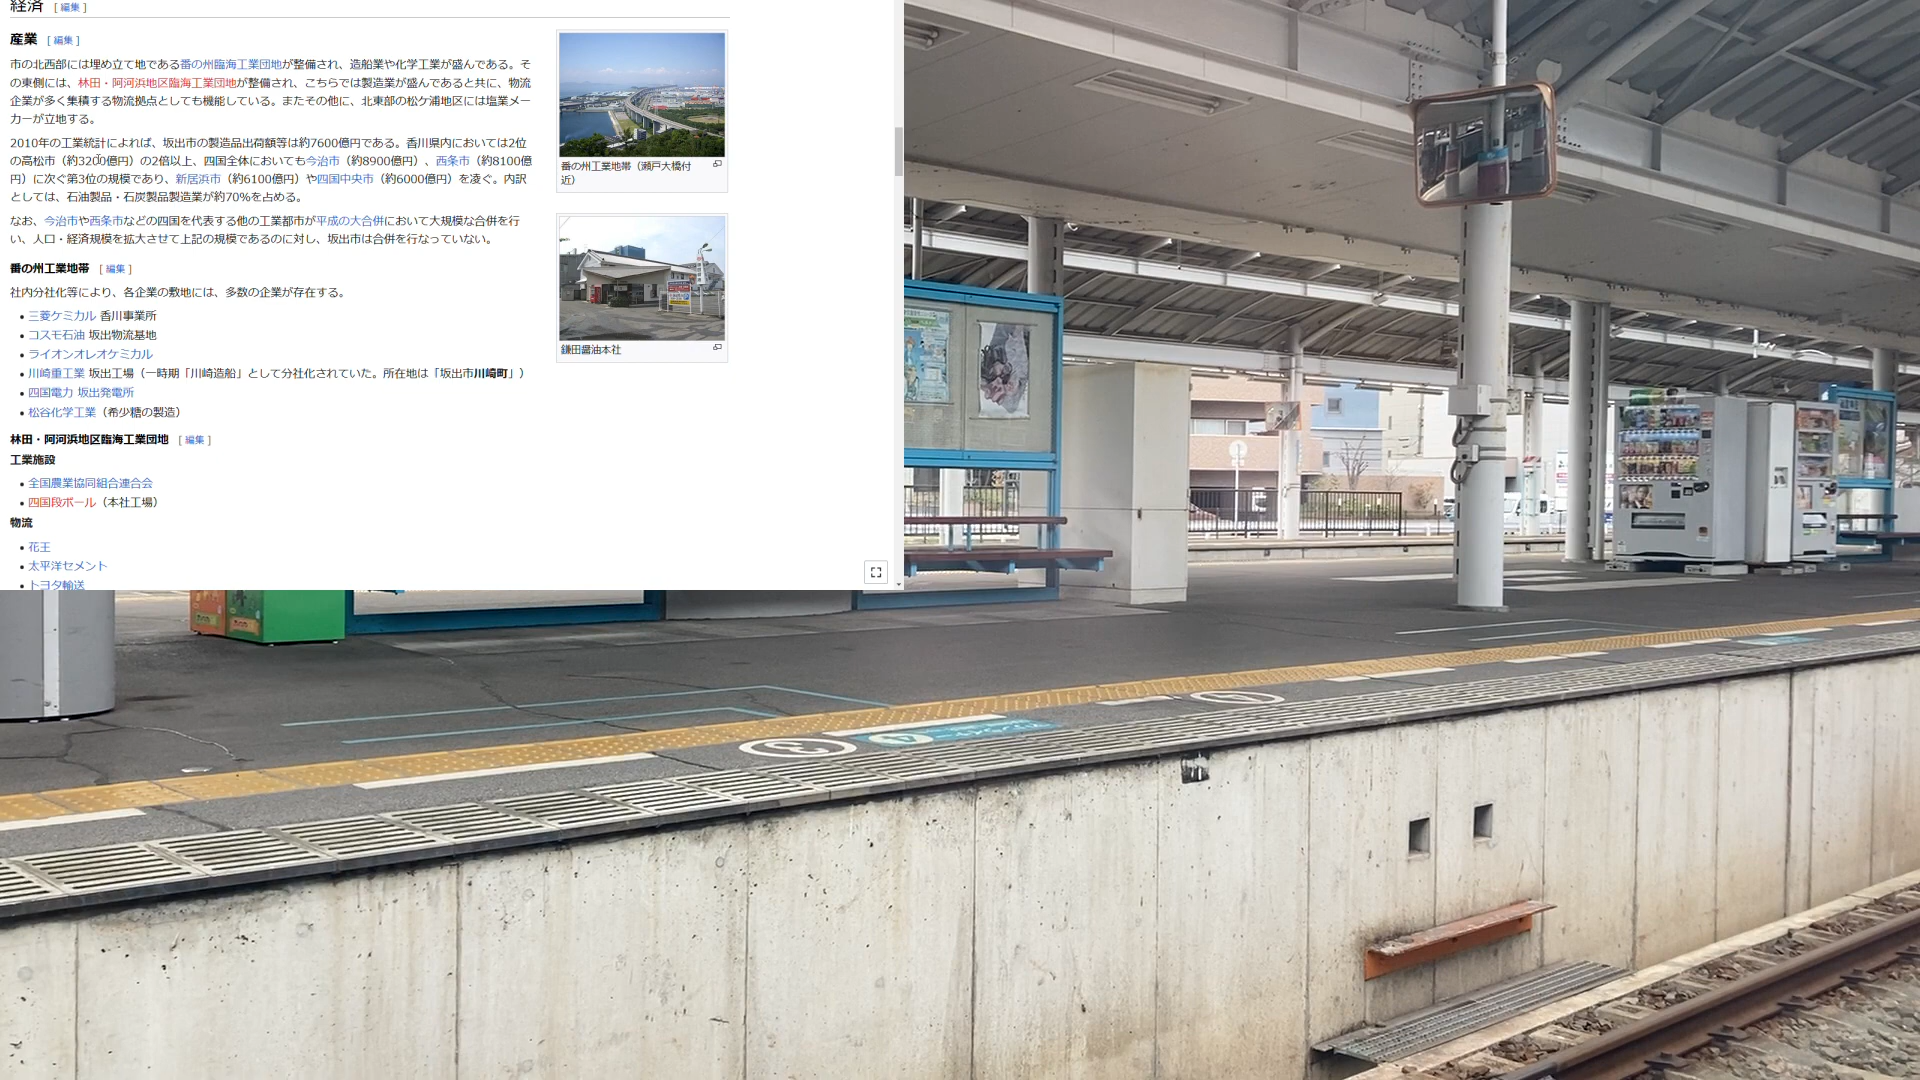 経済 [ 編集 ]
産業 [ 編集 ]
市の北西部には埋め立て地である番の州臨海工業団地が整備され、造船業や化学工業が盛んである。そ
の東側には、林田・阿河浜地区臨海工業団地が整備され、こちらでは製造業が盛んであると共に、物流
企業が多く集積する物流拠点としても機能している。またその他に、北東部の松ケ浦地区には塩業メー
カーが立地する。
2010年の工業統計によれば、坂出市の製造品出荷額等は約7600億円である。香川県内においては2位
の高松市（約3200億円）の2倍以上、四国全体においても今治市（約8900億円）、西条市（約8100億
円）に次ぐ第3位の規模であり、新居浜市（約6100億円）や四国中央市（約6000億円）を凌ぐ。内訳
としては、石油製品・石炭製品製造業が約70%を占める。
なお、今治市や西条市などの四国を代表する他の工業都市が平成の大合併において大規模な合併を行
い、人口・経済規模を拡大させて上記の規模であるのに対し、坂出市は合併を行なっていない。
番の州工業地帯 [ 編集 ]
社内分社化等により、各企業の敷地には、多数の企業が存在する。
三菱ケミカル 香川事業所
コスモ石油 坂出物流基地
ライオンオレオケミカル
川崎重工業 坂出工場（一時期「川崎造船」として分社化されていた。所在地は「坂出市川崎町」）
四国電力 坂出発電所
松谷化学工業（希少糖の製造）
林田・阿河浜地区臨海工業団地 [ 編集 ]
工業施設
全国農業協同組合連合会
四国段ボール（本社工場）
物流
花王
太平洋セメント
トヨタ輸送
番の州工業地帯（瀬戸大橋付
近）
鎌田醤油本社
3
4